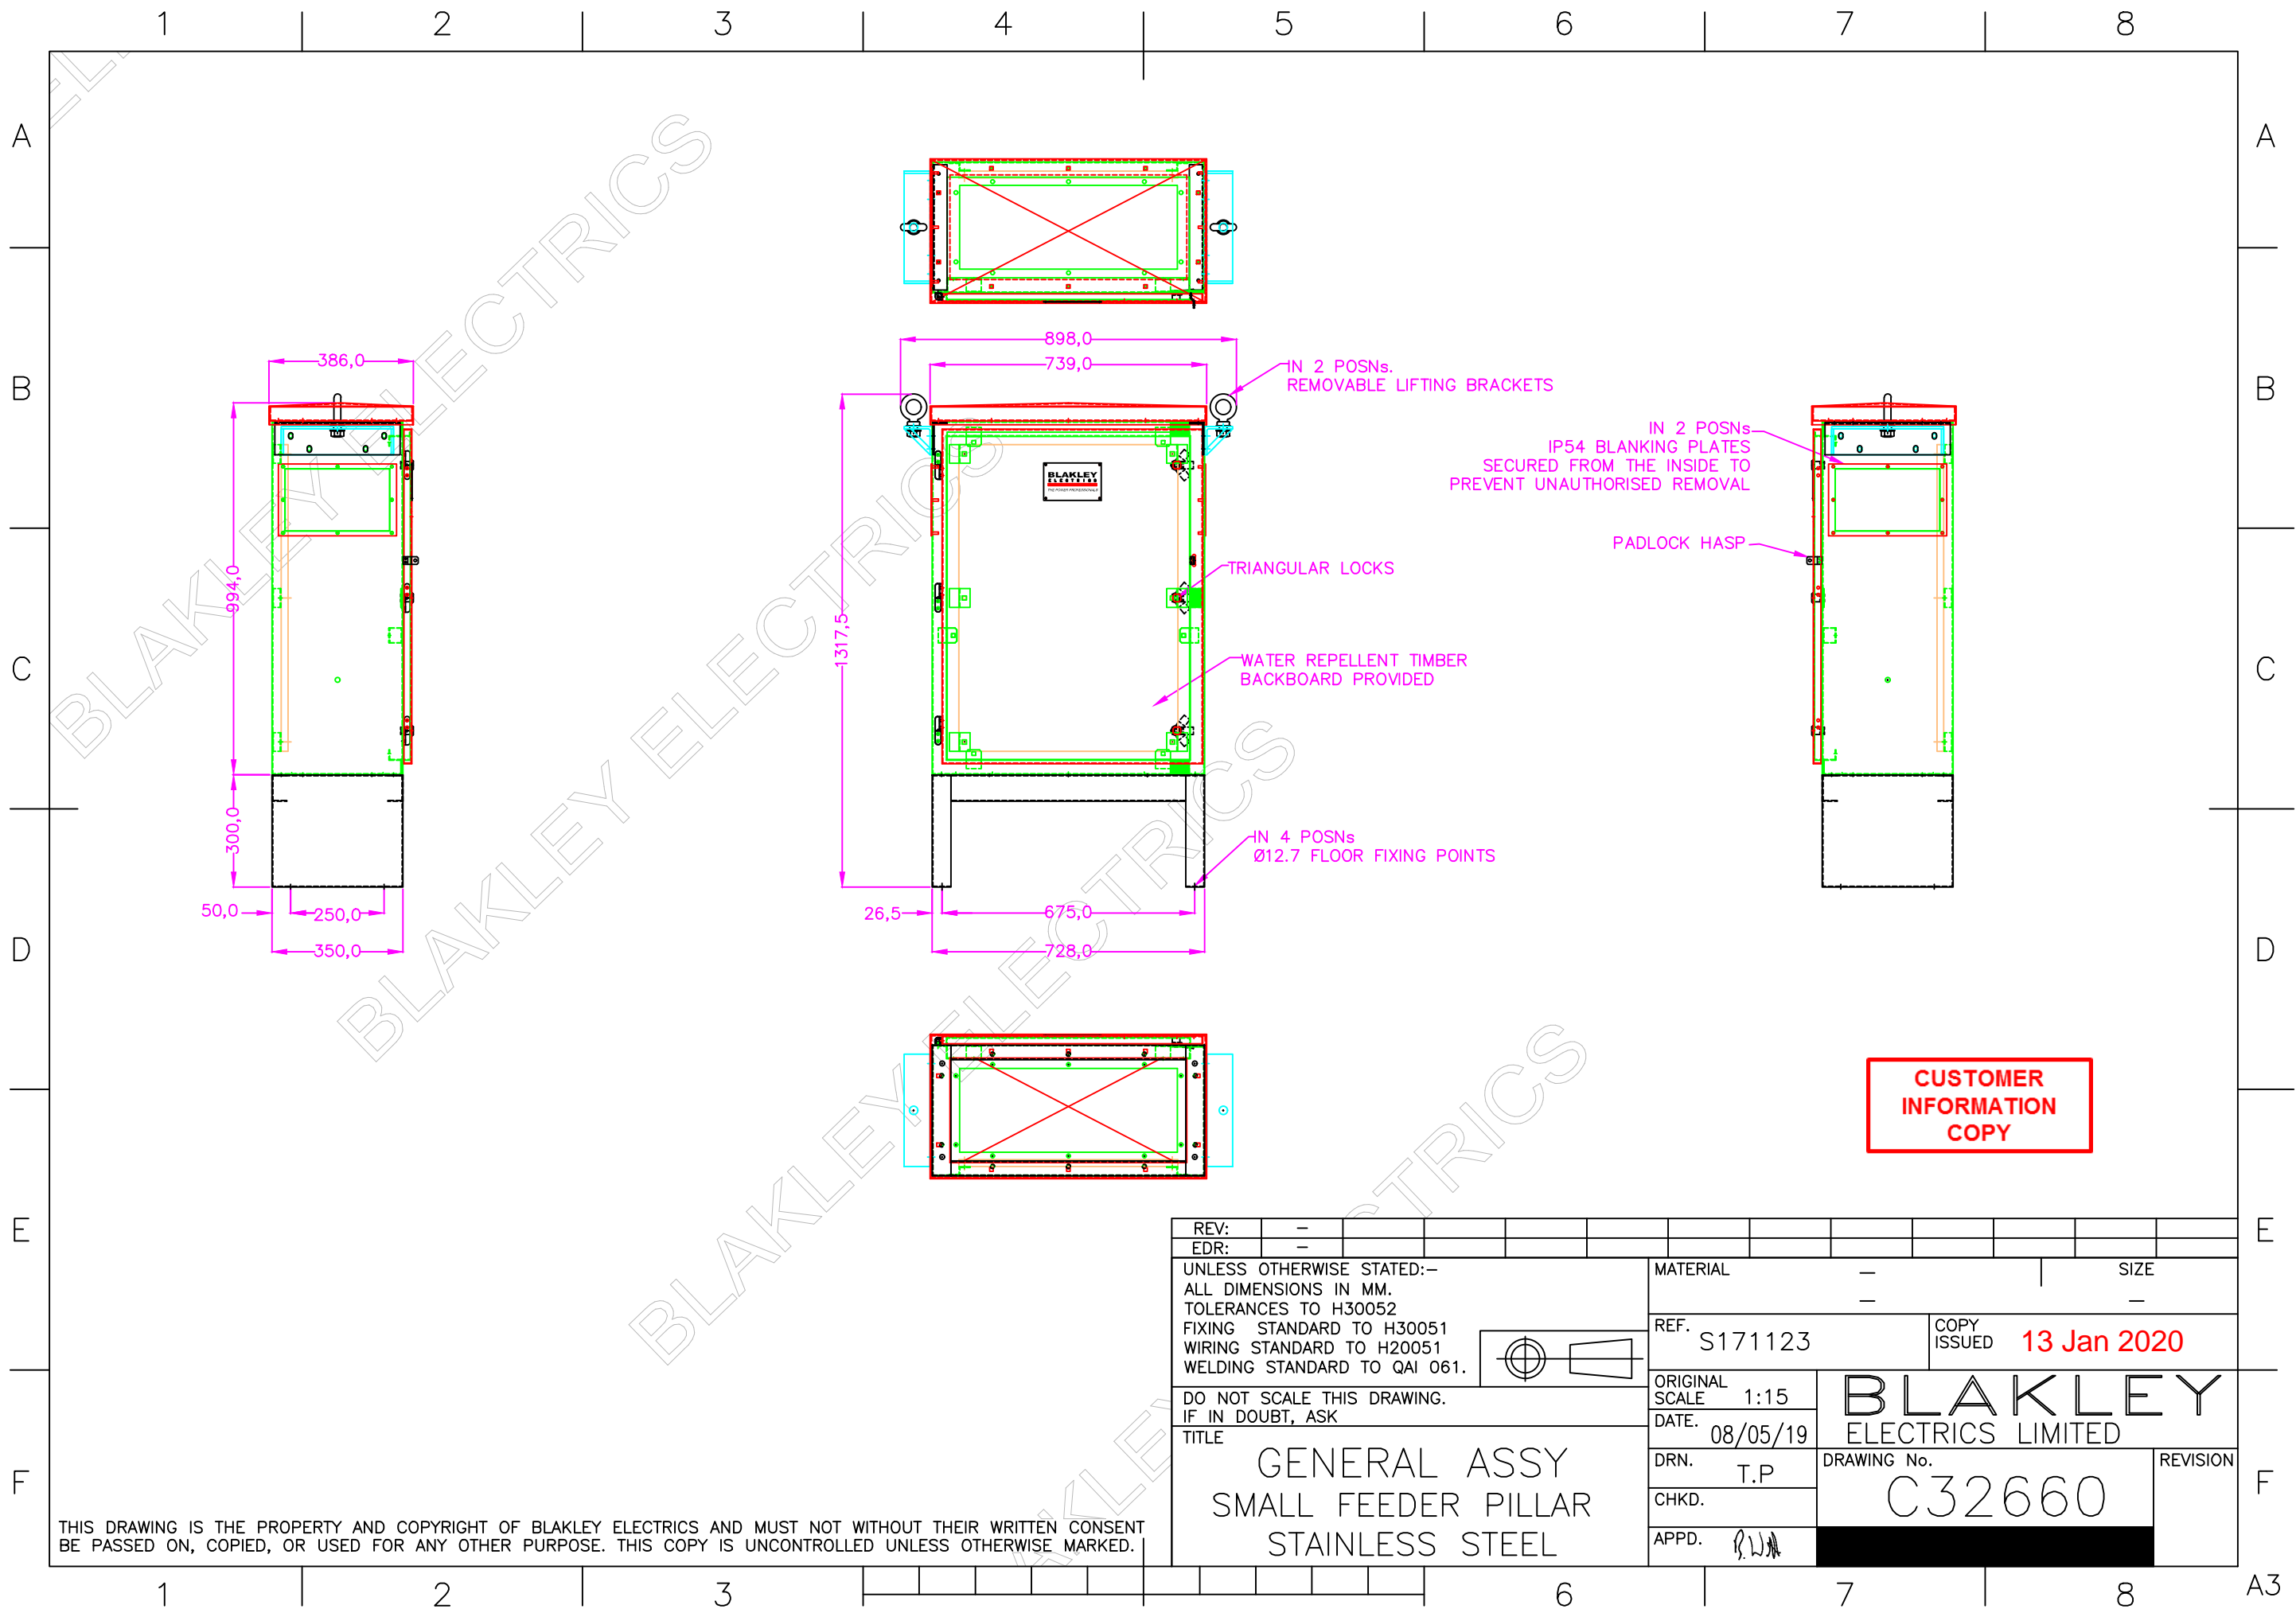 1 2 3 4 5 6 7 8
A A
B B
C C
D D
E E
F F
BLAKLEY ELECTRICS
BLAKLEY ELECTRICS
BLAKLEY ELECTRICS
898,0
739,0
386,0
IN 2 POSNs.
REMOVABLE LIFTING BRACKETS
IN 2 POSNs
IP54 BLANKING PLATES
SECURED FROM THE INSIDE TO
PREVENT UNAUTHORISED REMOVAL
BLAKLEY
ELECTRICS
THE POWER PROFESSIONALS
PADLOCK HASP
TRIANGULAR LOCKS
994,0
1317,5
WATER REPELLENT TIMBER
BACKBOARD PROVIDED
300,0
IN 4 POSNs
Ø12.7 FLOOR FIXING POINTS
50,0
250,0
350,0
26,5
675,0
728,0
CUSTOMER
INFORMATION
COPY
REV: –
EDR: –
UNLESS OTHERWISE STATED:–
ALL DIMENSIONS IN MM.
TOLERANCES TO H30052
FIXING STANDARD TO H30051
WIRING STANDARD TO H20051
WELDING STANDARD TO QAI 061.
DO NOT SCALE THIS DRAWING.
IF IN DOUBT, ASK
TITLE
GENERAL ASSY
SMALL FEEDER PILLAR
STAINLESS STEEL
MATERIAL –
–
SIZE
–
REF. S171123
COPY
ISSUED 13 Jan 2020
ORIGINAL
SCALE 1:15
DATE. 08/05/19
DRN. T.P
CHKD.
APPD.
BLAKLEY
ELECTRICS LIMITED
DRAWING No.
C32660
REVISION
THIS DRAWING IS THE PROPERTY AND COPYRIGHT OF BLAKLEY ELECTRICS AND MUST NOT WITHOUT THEIR WRITTEN CONSENT
BE PASSED ON, COPIED, OR USED FOR ANY OTHER PURPOSE. THIS COPY IS UNCONTROLLED UNLESS OTHERWISE MARKED.
1 2 3 6 7 8
A3